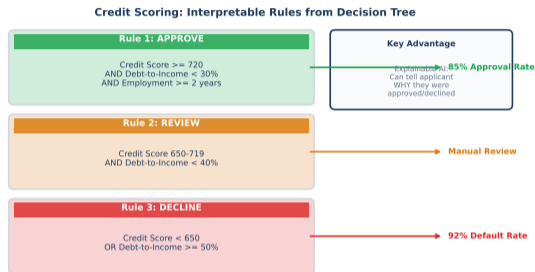 Credit Scoring: Interpretable Rules from Decision Tree
Rule 1: APPROVE
Credit Score >= 720
AND Debt-to-Income < 30%
AND Employment >= 2 years
85% Approval Rate
Key Advantage
Explainable AI:
Can tell applicant
WHY they were
approved/declined
Rule 2: REVIEW
Credit Score 650-719
AND Debt-to-Income < 40%
Manual Review
Rule 3: DECLINE
Credit Score < 650
OR Debt-to-Income >= 50%
92% Default Rate